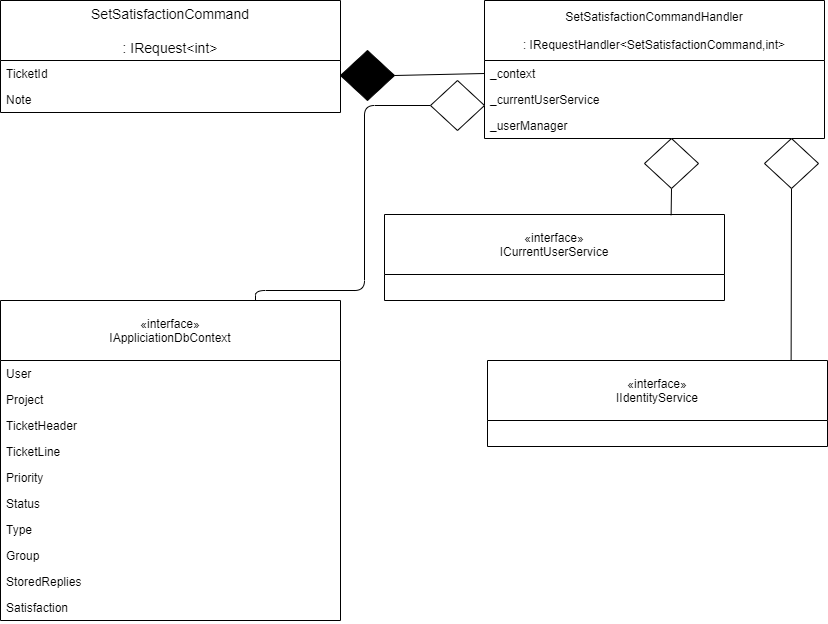 SetSatisfactionCommand
: IRequest<int>
TicketId
Note
SetSatisfactionCommandHandler
: IRequestHandler<SetSatisfactionCommand,int>
_context
_currentUserService
_userManager
«interface»
ICurrentUserService
«interface»
IAppliciationDbContext
User
Project
TicketHeader
TicketLine
Priority
Status
Type
Group
StoredReplies
Satisfaction
«interface»
IIdentityService